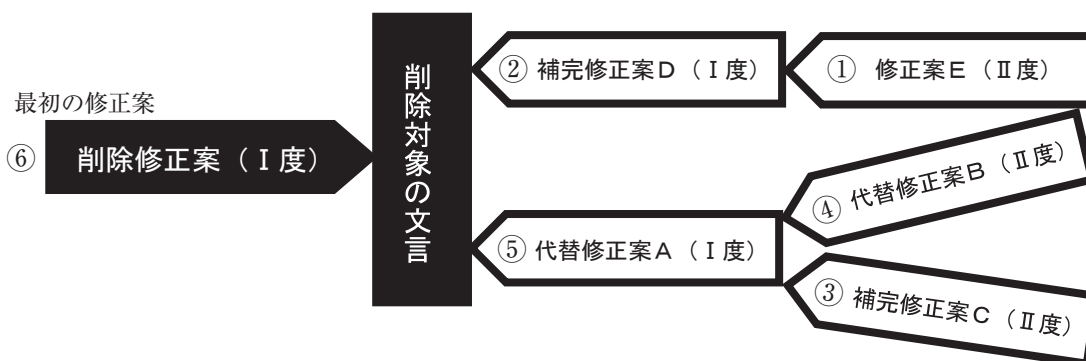 最初の修正案
⑥ 削除修正案(Ⅰ度)
削除対象の文言
② 補完修正案D(Ⅰ度)
① 修正案E(Ⅱ度)
④ 代替修正案B(Ⅱ度)
⑤ 代替修正案A(Ⅰ度)
③ 補完修正案C(Ⅱ度)